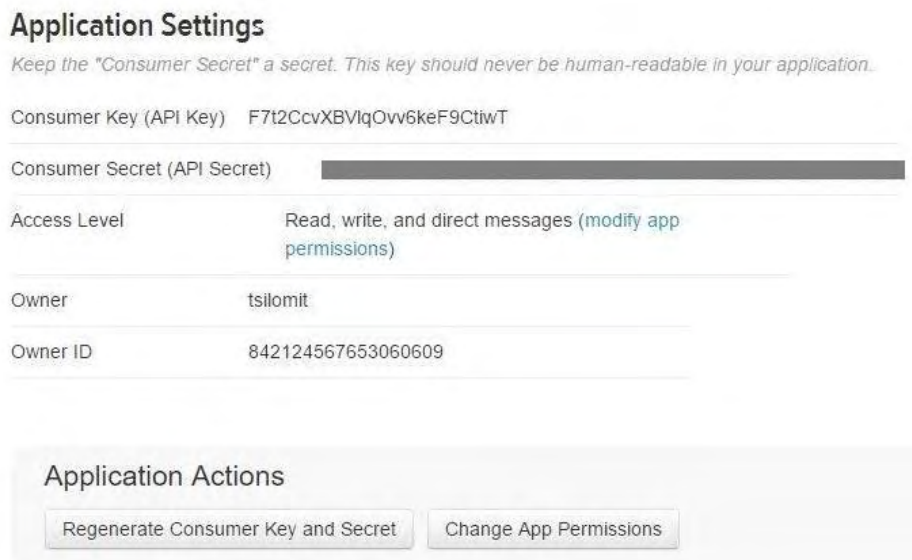 Application Settings
Keep the "Consumer Secret" a secret. This key should never be human-readable in your application.
Consumer Key (API Key) F7t2CcvXBVlqOvv6keF9CtiwT
Consumer Secret (API Secret)
Access Level Read, write, and direct messages (modify app
permissions)
Owner tsilomit
Owner ID 842124567653060609
Application Actions
Regenerate Consumer Key and Secret Change App Permissions